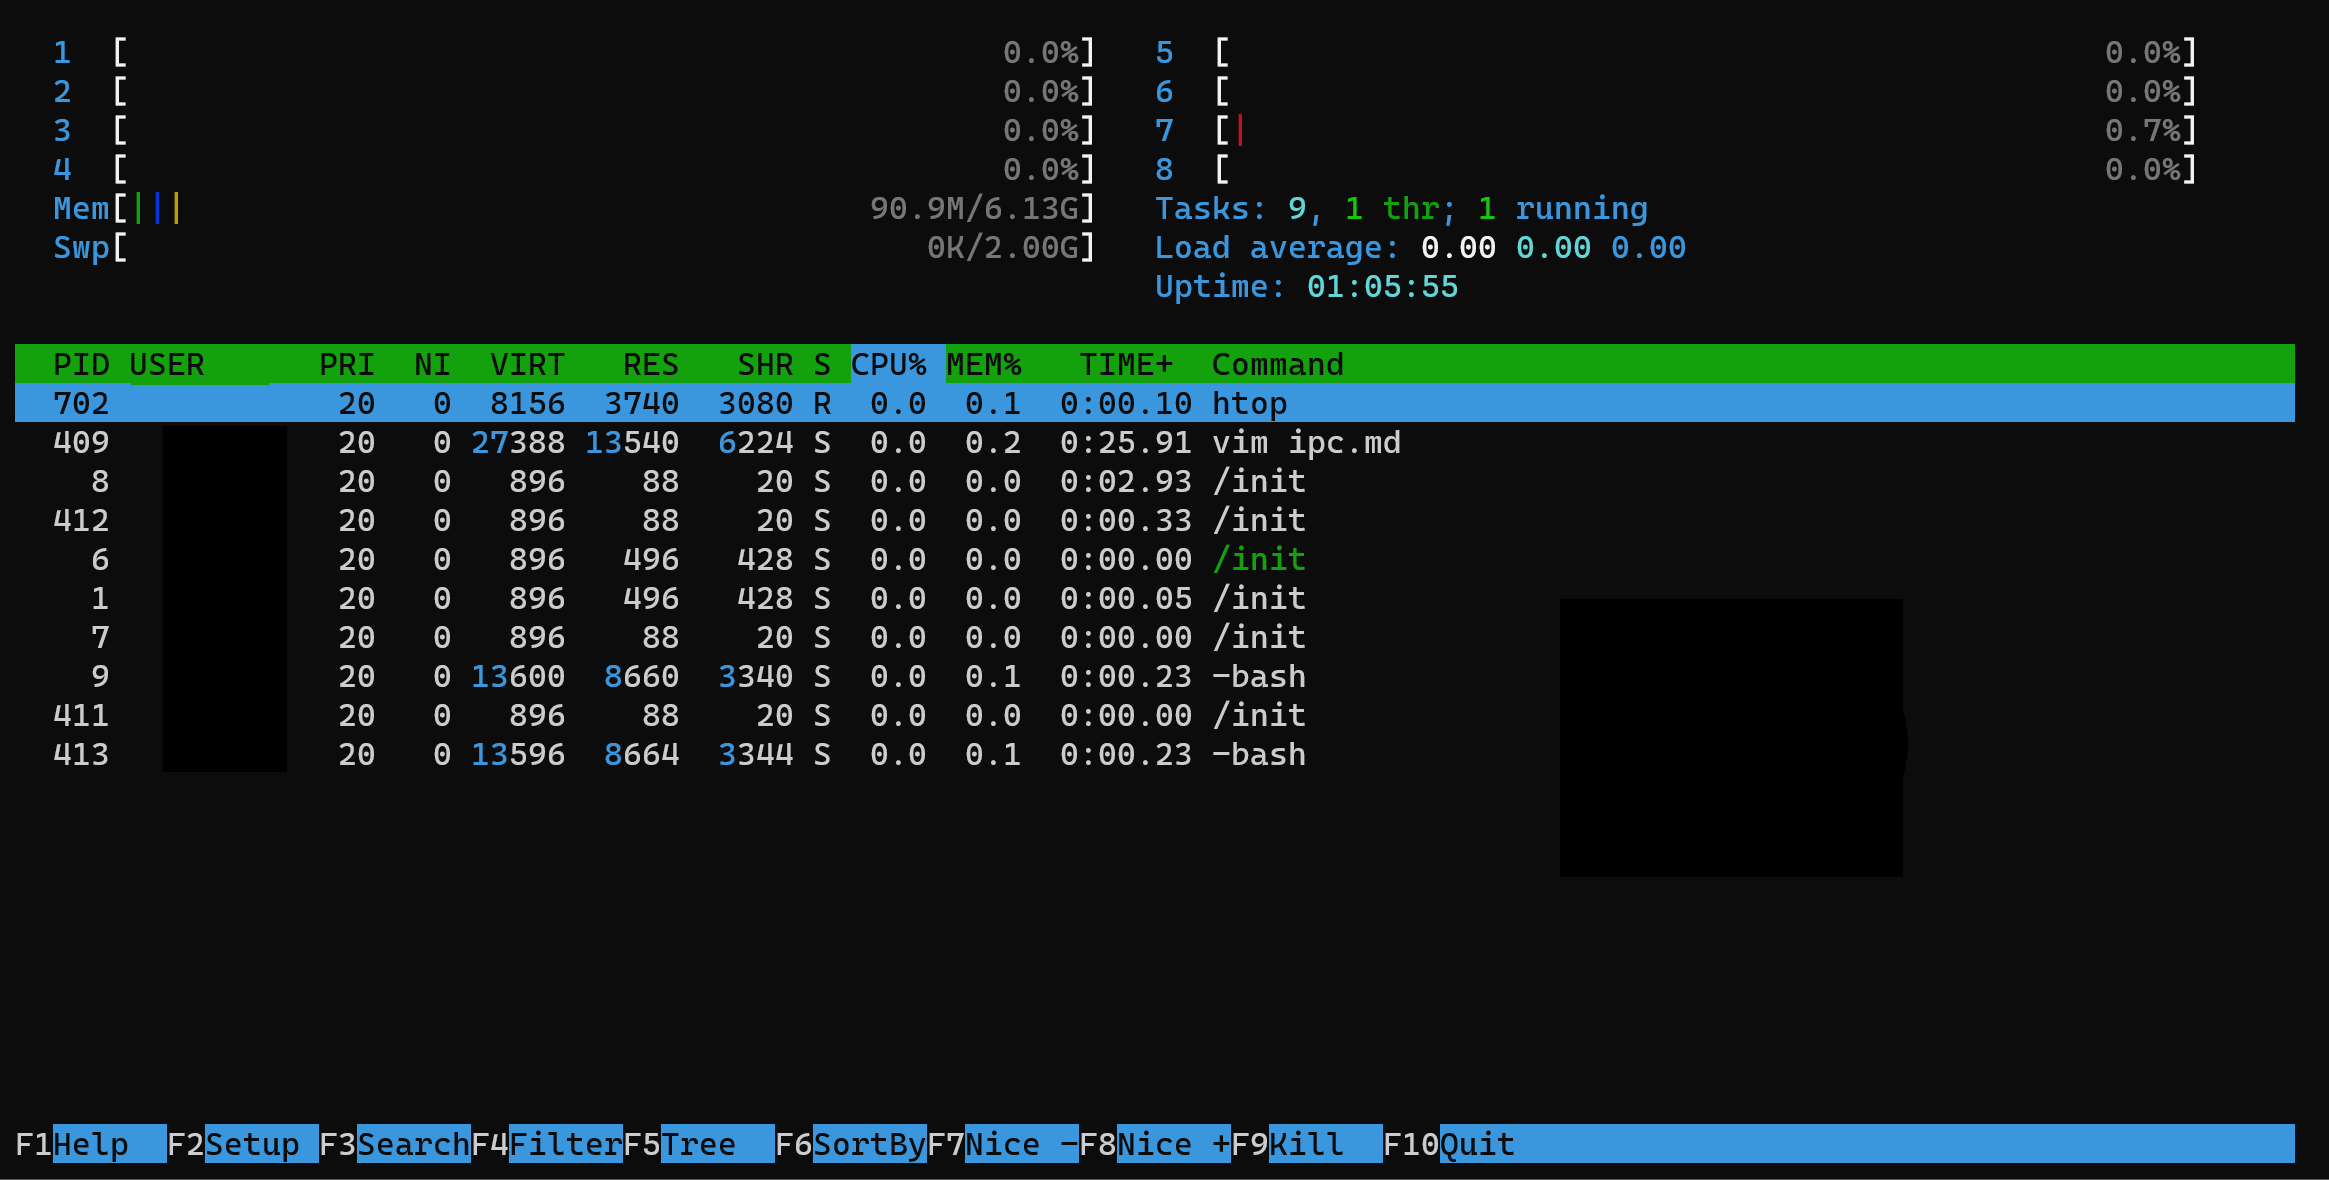 1 [ 0.0%] 5 [ 0.0%]
2 [ 0.0%] 6 [ 0.0%]
3 [ 0.0%] 7 [| 0.7%]
4 [ 0.0%] 8 [ 0.0%]
Mem[||| 90.9M/6.13G] Tasks: 9, 1 thr; 1 running
Swp[ 0K/2.00G] Load average: 0.00 0.00 0.00
Uptime: 01:05:55
PID USER PRI NI VIRT RES SHR S CPU% MEM% TIME+ Command
702 20 0 8156 3740 3080 R 0.0 0.1 0:00.10 htop
409 20 0 27388 13540 6224 S 0.0 0.2 0:25.91 vim ipc.md
8 20 0 896 88 20 S 0.0 0.0 0:02.93 /init
412 20 0 896 88 20 S 0.0 0.0 0:00.33 /init
6 20 0 896 496 428 S 0.0 0.0 0:00.00 /init
1 20 0 896 496 428 S 0.0 0.0 0:00.05 /init
7 20 0 896 88 20 S 0.0 0.0 0:00.00 /init
9 20 0 13600 8660 3340 S 0.0 0.1 0:00.23 -bash
411 20 0 896 88 20 S 0.0 0.0 0:00.00 /init
413 20 0 13596 8664 3344 S 0.0 0.1 0:00.23 -bash
F1Help F2Setup F3SearchF4FilterF5Tree F6SortByF7Nice -F8Nice +F9Kill F10Quit